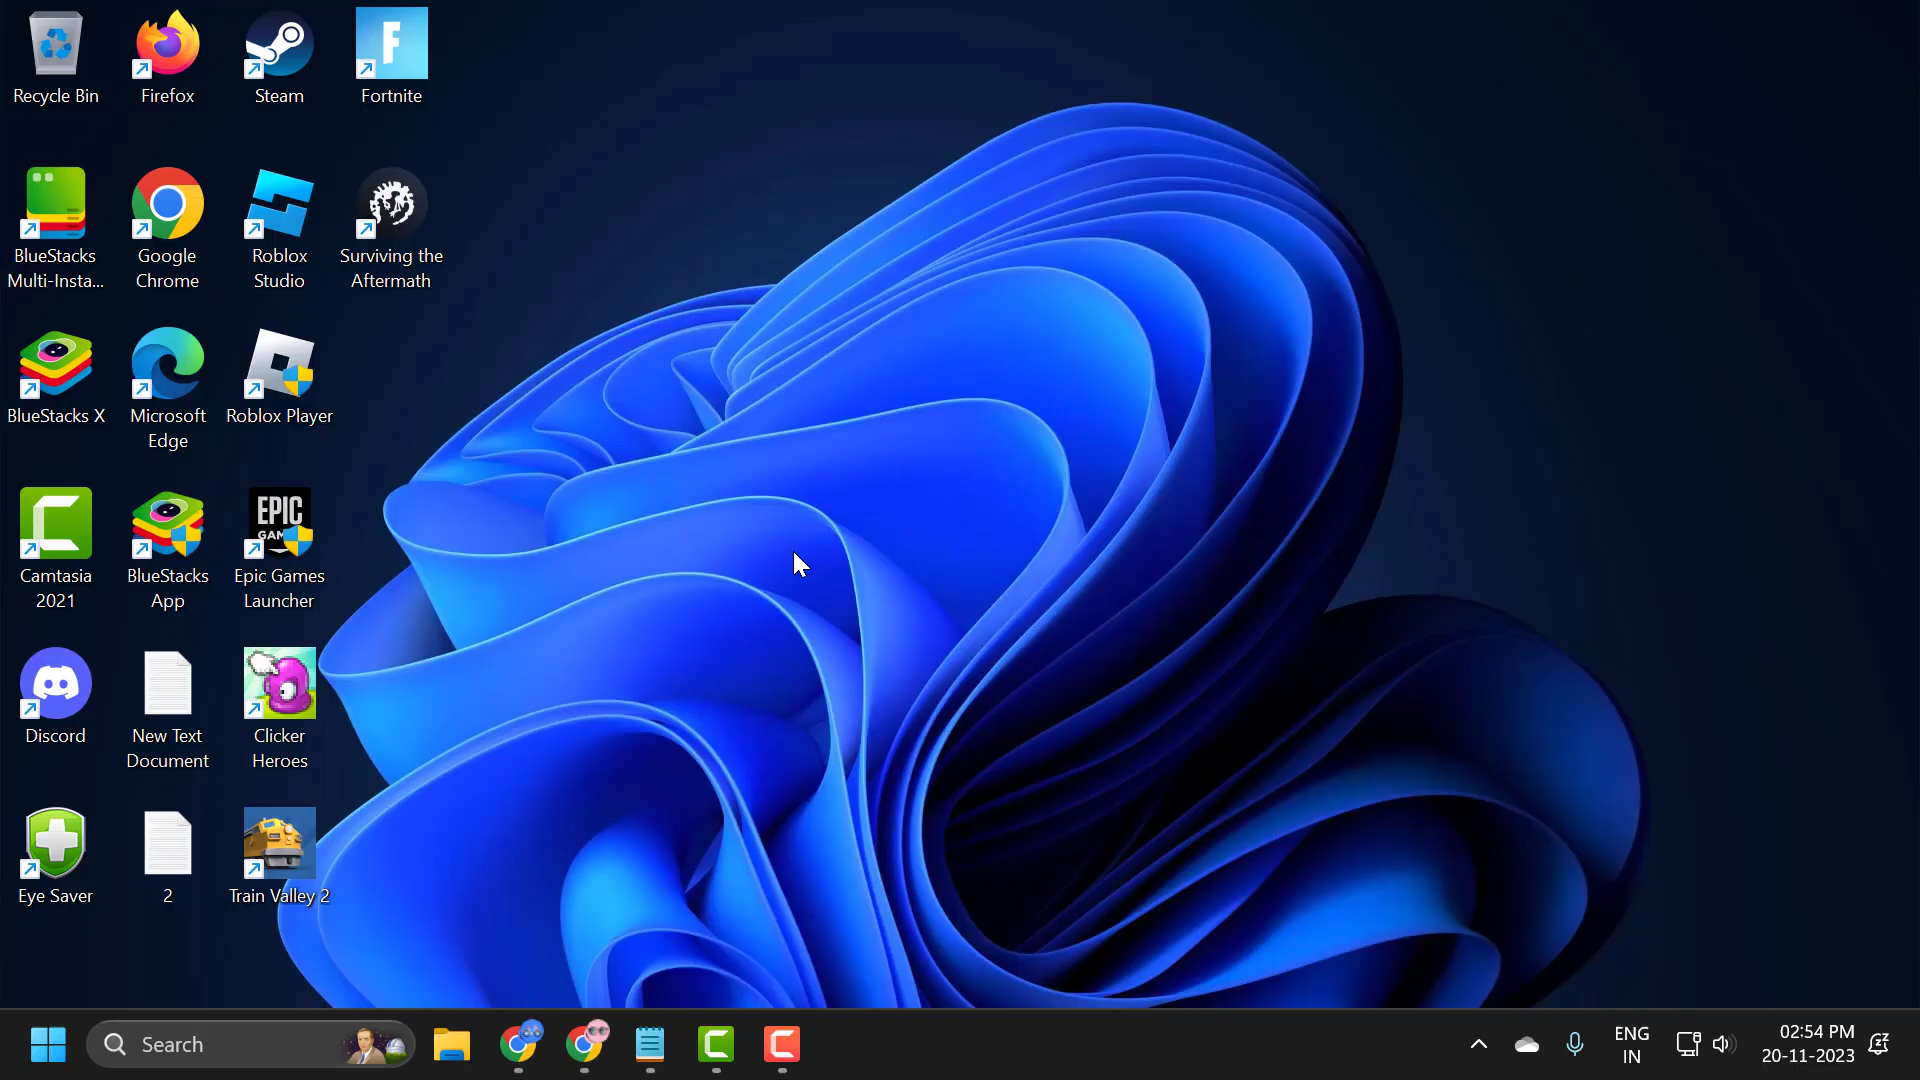 Recycle Bin
Firefox
Steam
F
Fortnite
BlueStacks
Multi-Insta...
Google
Chrome
Roblox
Studio
Surviving the
Aftermath
BlueStacks X
Microsoft
Edge
Roblox Player
EPIC
GAM
Camtasia
2021
BlueStacks
App
Epic Games
Launcher
Discord
New Text
Document
Clicker
Heroes
Eye Saver
2
Train Valley 2
Search
ENG
IN
02:54 PM
20-11-2023